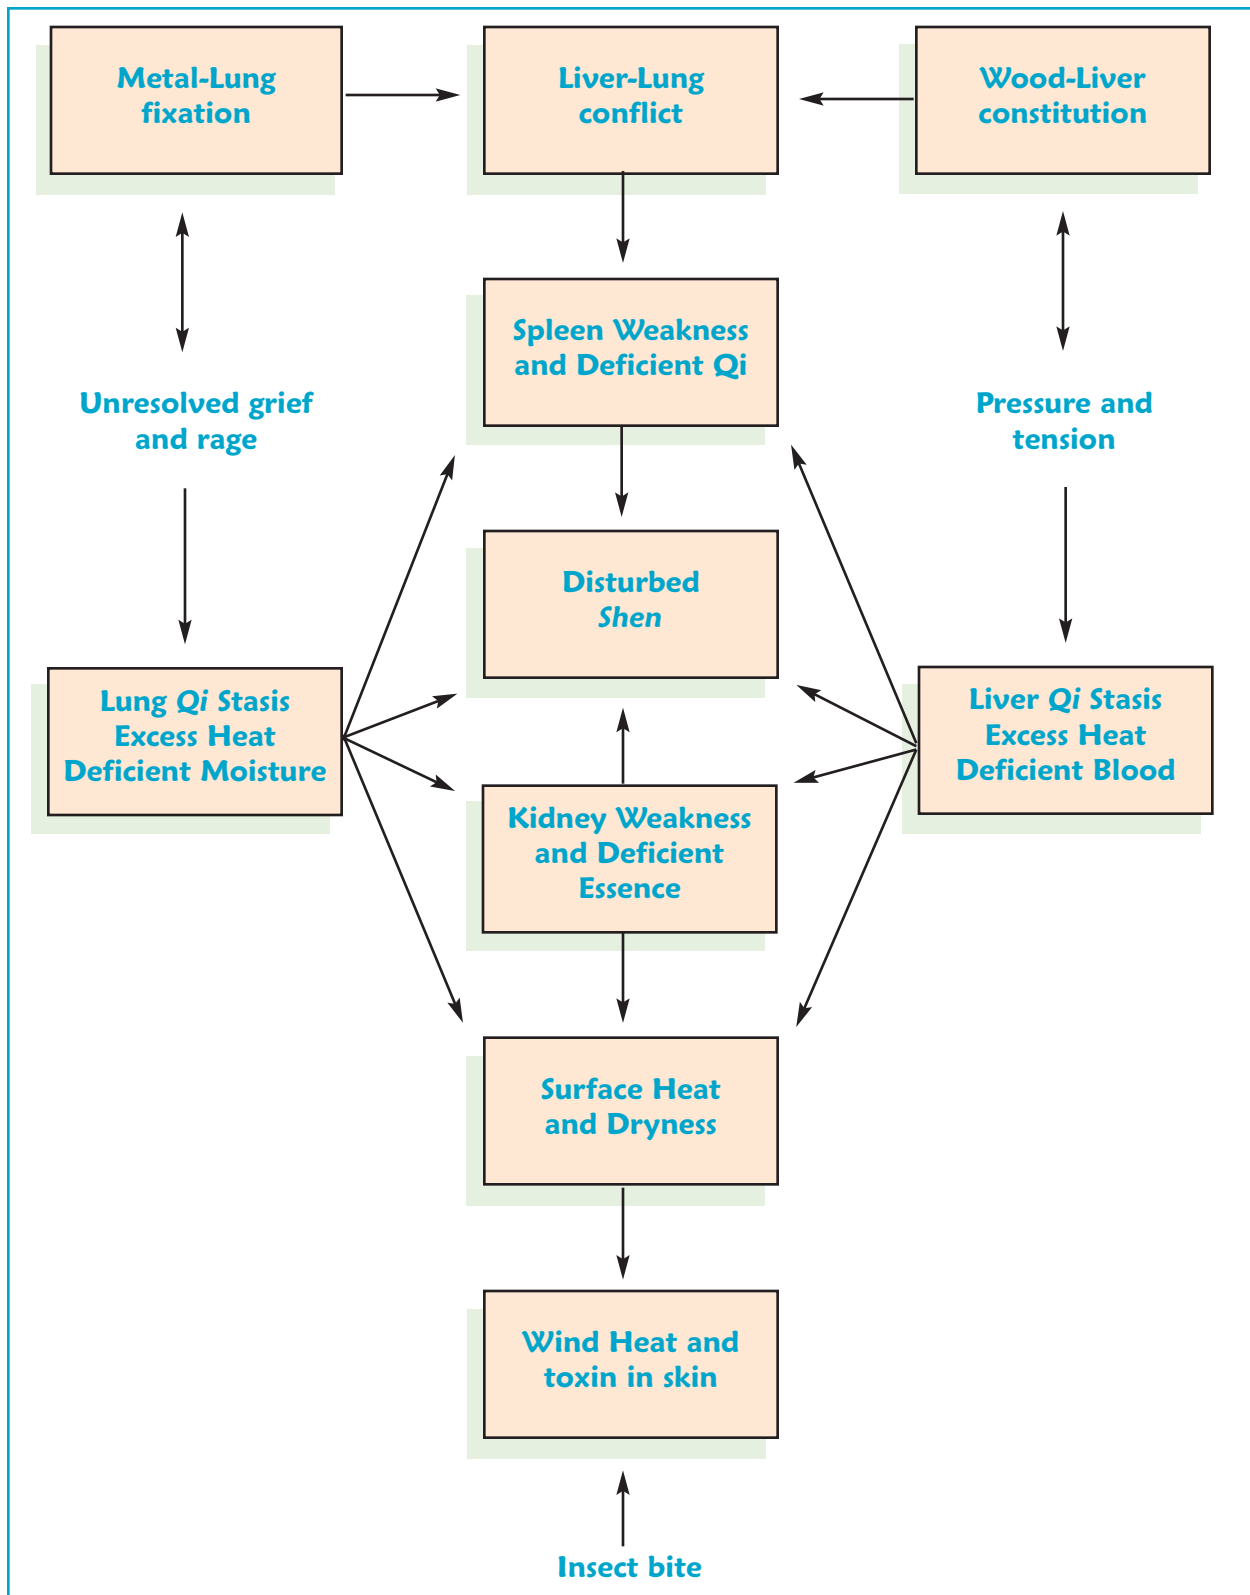 Metal-Lung
fixation
Liver-Lung
conflict
Wood-Liver
constitution
Spleen Weakness
and Deficient Qi
Unresolved grief
and rage
Pressure and
tension
Disturbed
Shen
Lung Qi Stasis
Excess Heat
Deficient Moisture
Liver Qi Stasis
Excess Heat
Deficient Blood
Kidney Weakness
and Deficient
Essence
Surface Heat
and Dryness
Wind Heat and
toxin in skin
Insect bite